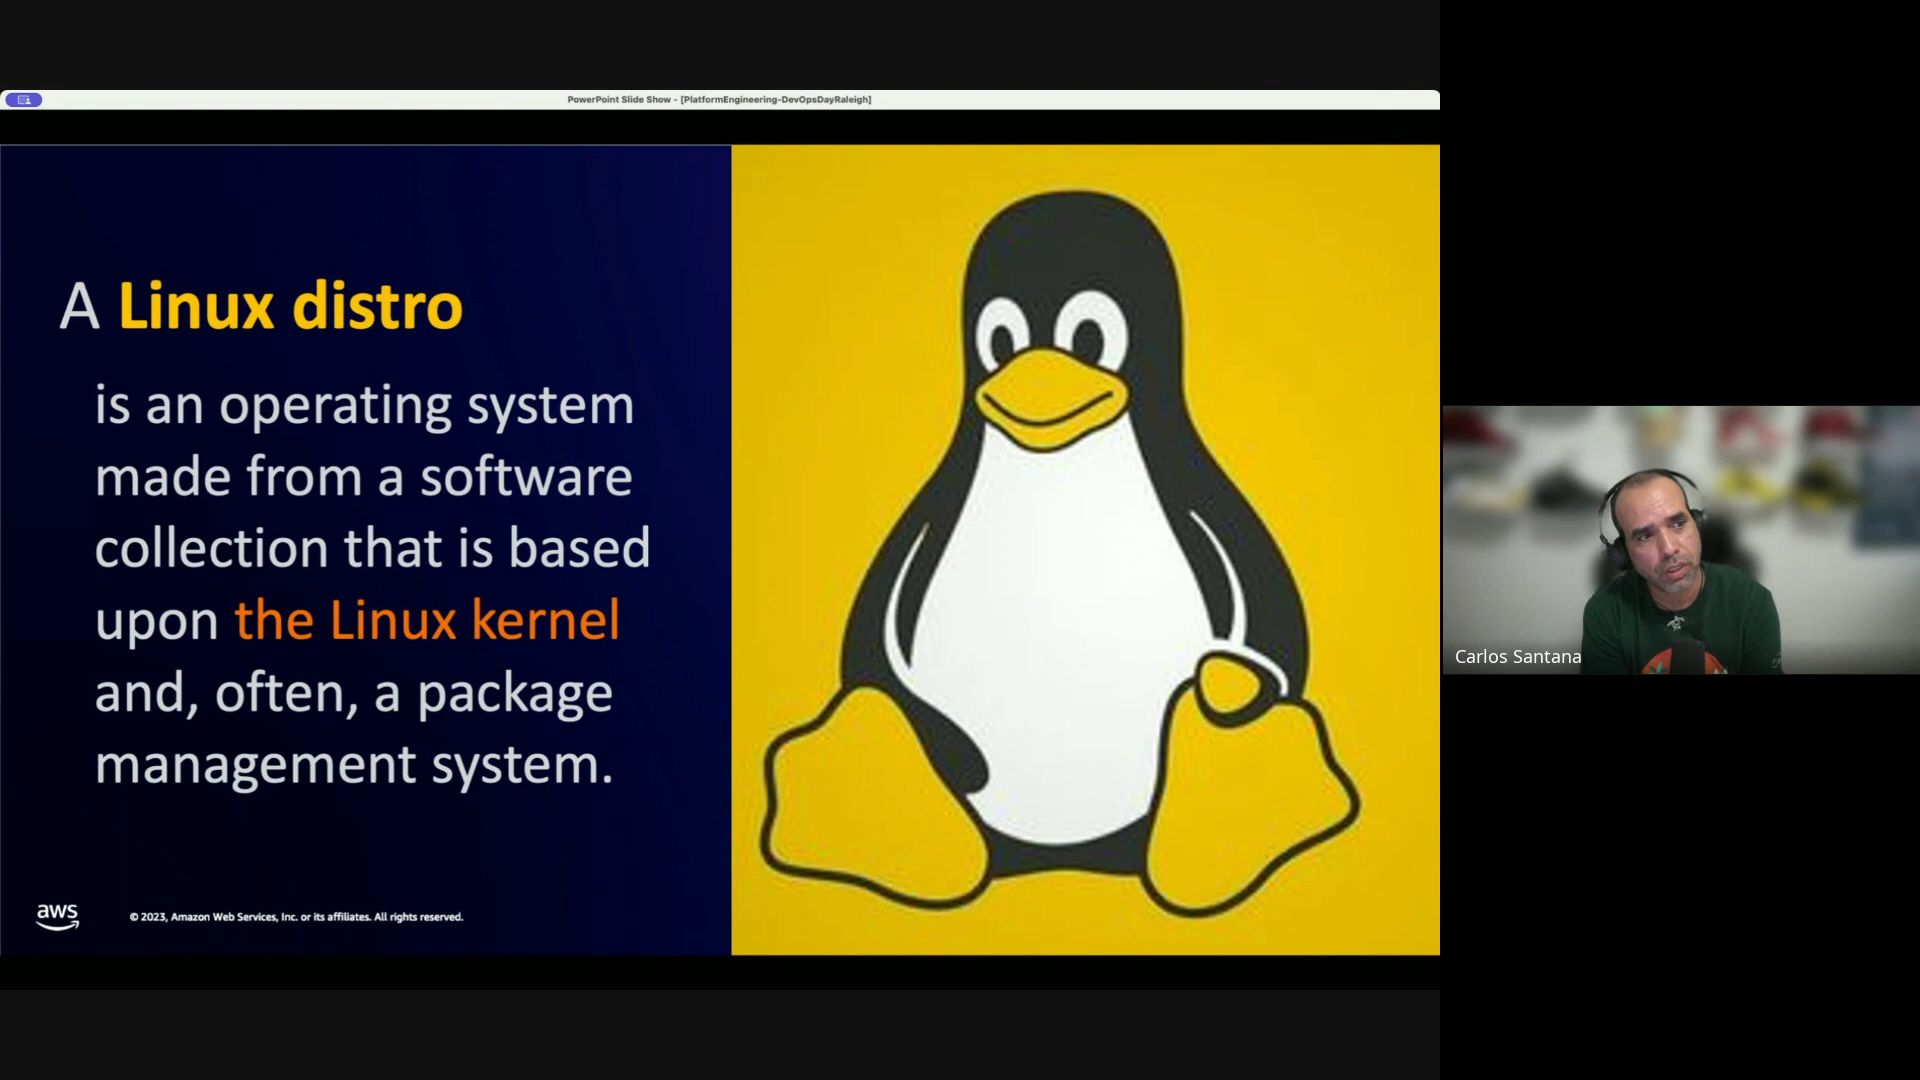 PowerPoint Slide Show - [PlatformEngineering-DevOpsDayRaleigh]
A Linux distro
is an operating system
made from a software
collection that is based
upon the Linux kernel
and, often, a package
management system.
aws
© 2023, Amazon Web Services, Inc. or its affiliates. All rights reserved.
Carlos Santana